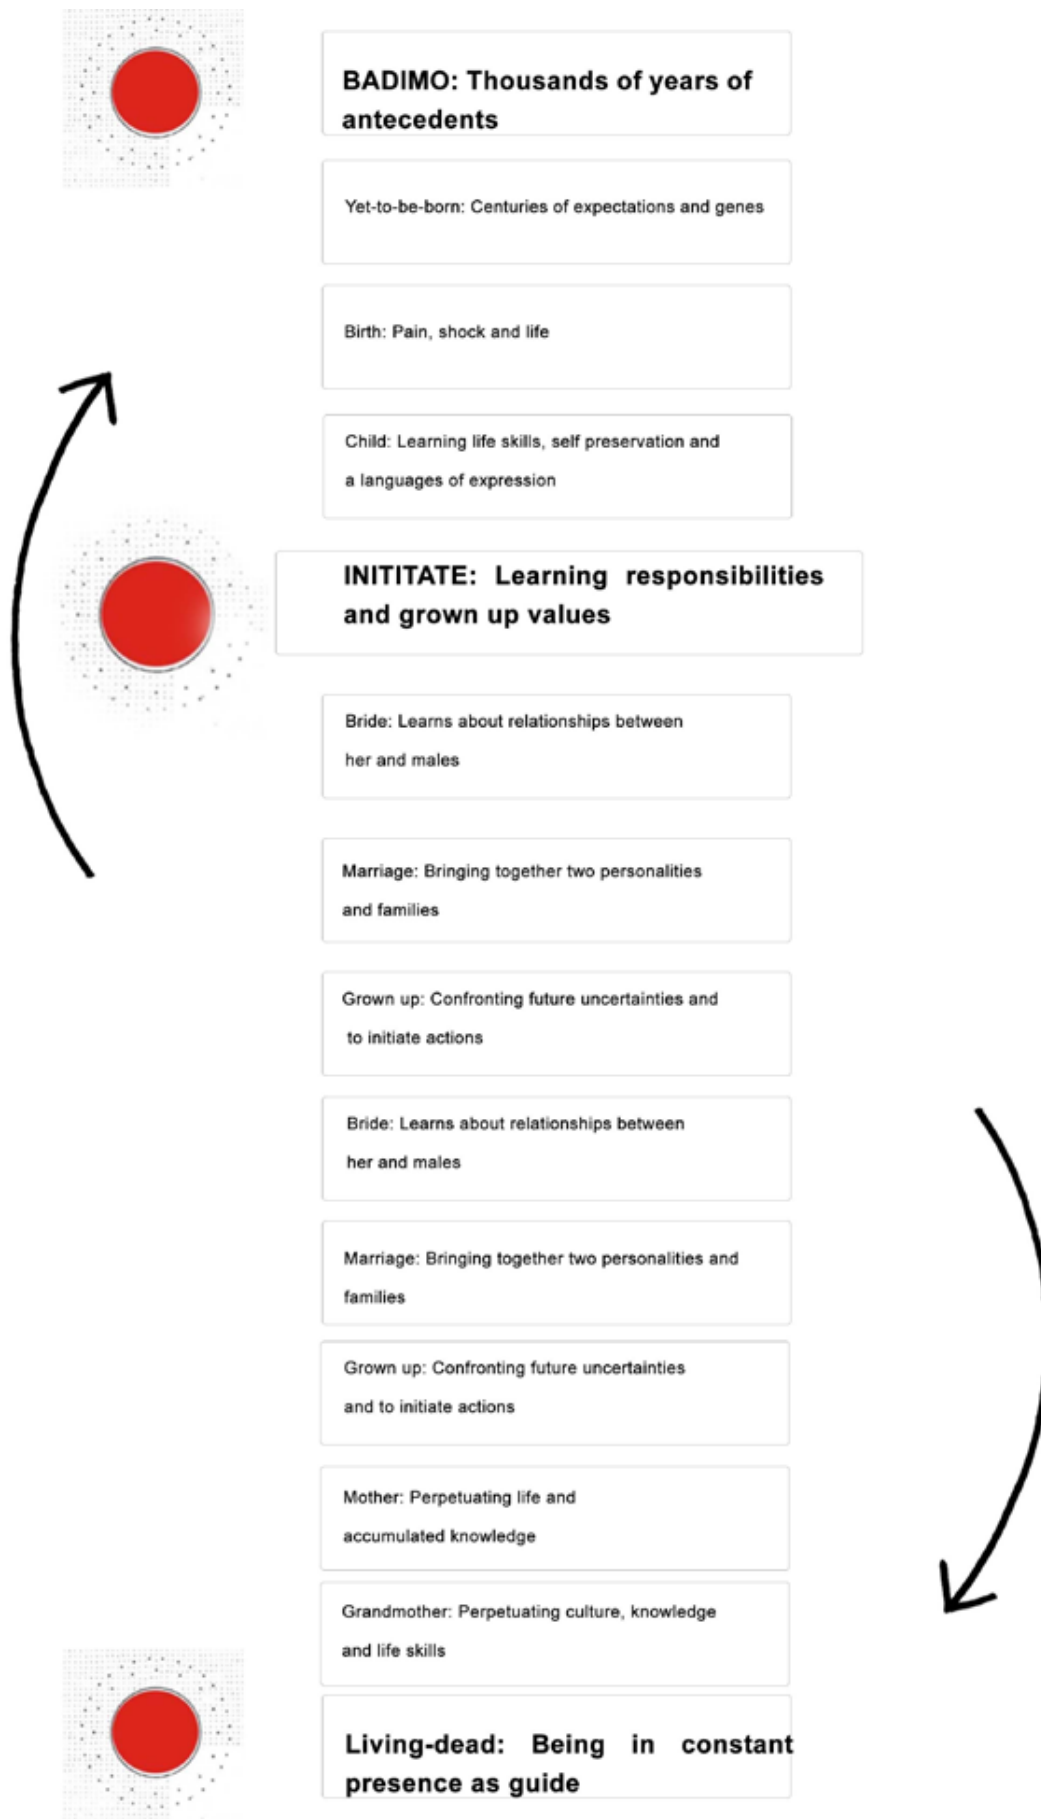 BADIMO: Thousands of years of
antecedents
Yet-to-be-born: Centuries of expectations and genes
Birth: Pain, shock and life
Child: Learning life skills, self preservation and
a languages of expression
INITITATE: Learning responsibilities
and grown up values
Bride: Learns about relationships between
her and males
Marriage: Bringing together two personalities
and families
Grown up: Confronting future uncertainties and
to initiate actions
Bride: Learns about relationships between
her and males
Marriage: Bringing together two personalities and
families
Grown up: Confronting future uncertainties
and to initiate actions
Mother: Perpetuating life and
accumulated knowledge
Grandmother: Perpetuating culture, knowledge
and life skills
Living-dead: Being in constant
presence as guide